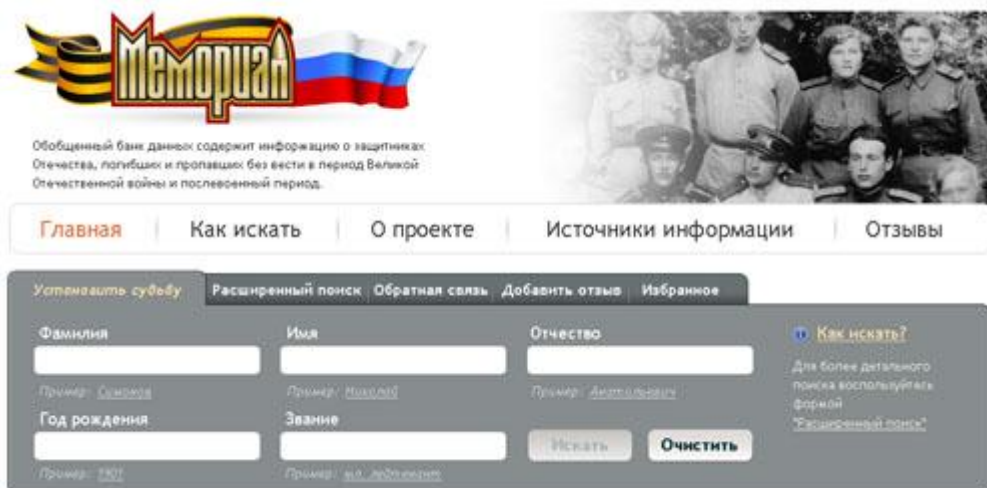 Мемориал
Обобщенный банк данных содержит информацию о защитниках
Отечества, погибших и пропавших без вести в период Великой
Отечественной войны и послевоенный период.
Главная Как искать О проекте Источники информации Отзывы
Установить судьбу Расширенный поиск Обратная связь Добавить отзыв Избранное
Фамилия Имя Отчество Как искать?
Пример: Симонов Пример: Николай Пример: Анатольевич
Для более детального
поиска воспользуйтесь
формой
"Расширенный поиск"
Год рождения Звание
Искать Очистить
Пример: 1901 Пример: мл. лейтенант